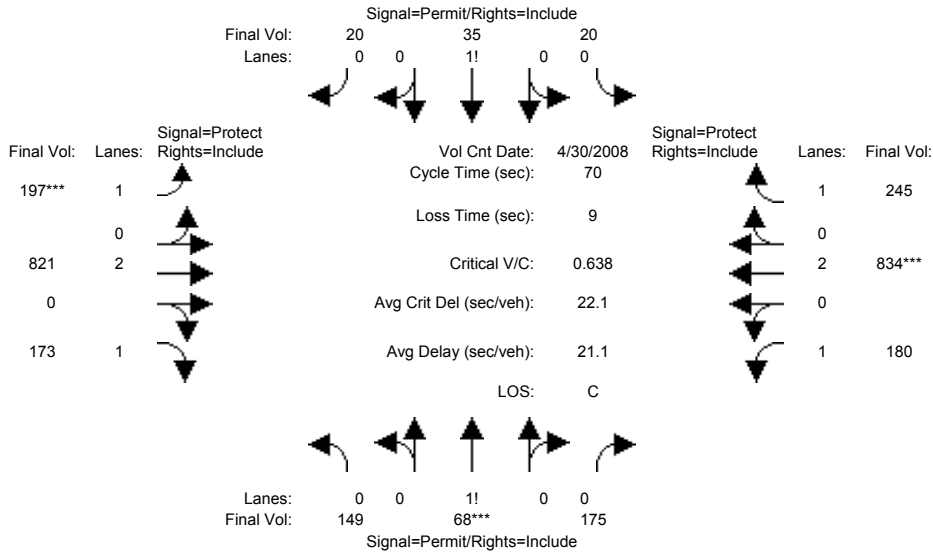 Signal=Permit/Rights=Include
Final Vol: 20 35 20
Lanes: 0 0 1! 0 0
Signal=Protect Signal=Protect
Final Vol: Lanes: Rights=Include Vol Cnt Date: 4/30/2008 Rights=Include Lanes: Final Vol:
Cycle Time (sec): 70
197*** 1 1 245
Loss Time (sec): 9
0 0
821 2 Critical V/C: 0.638 2 834***
0 0 Avg Crit Del (sec/veh): 22.1 0
173 1 Avg Delay (sec/veh): 21.1 1 180
LOS: C
Lanes: 0 0 1! 0 0
Final Vol: 149 68*** 175
Signal=Permit/Rights=Include